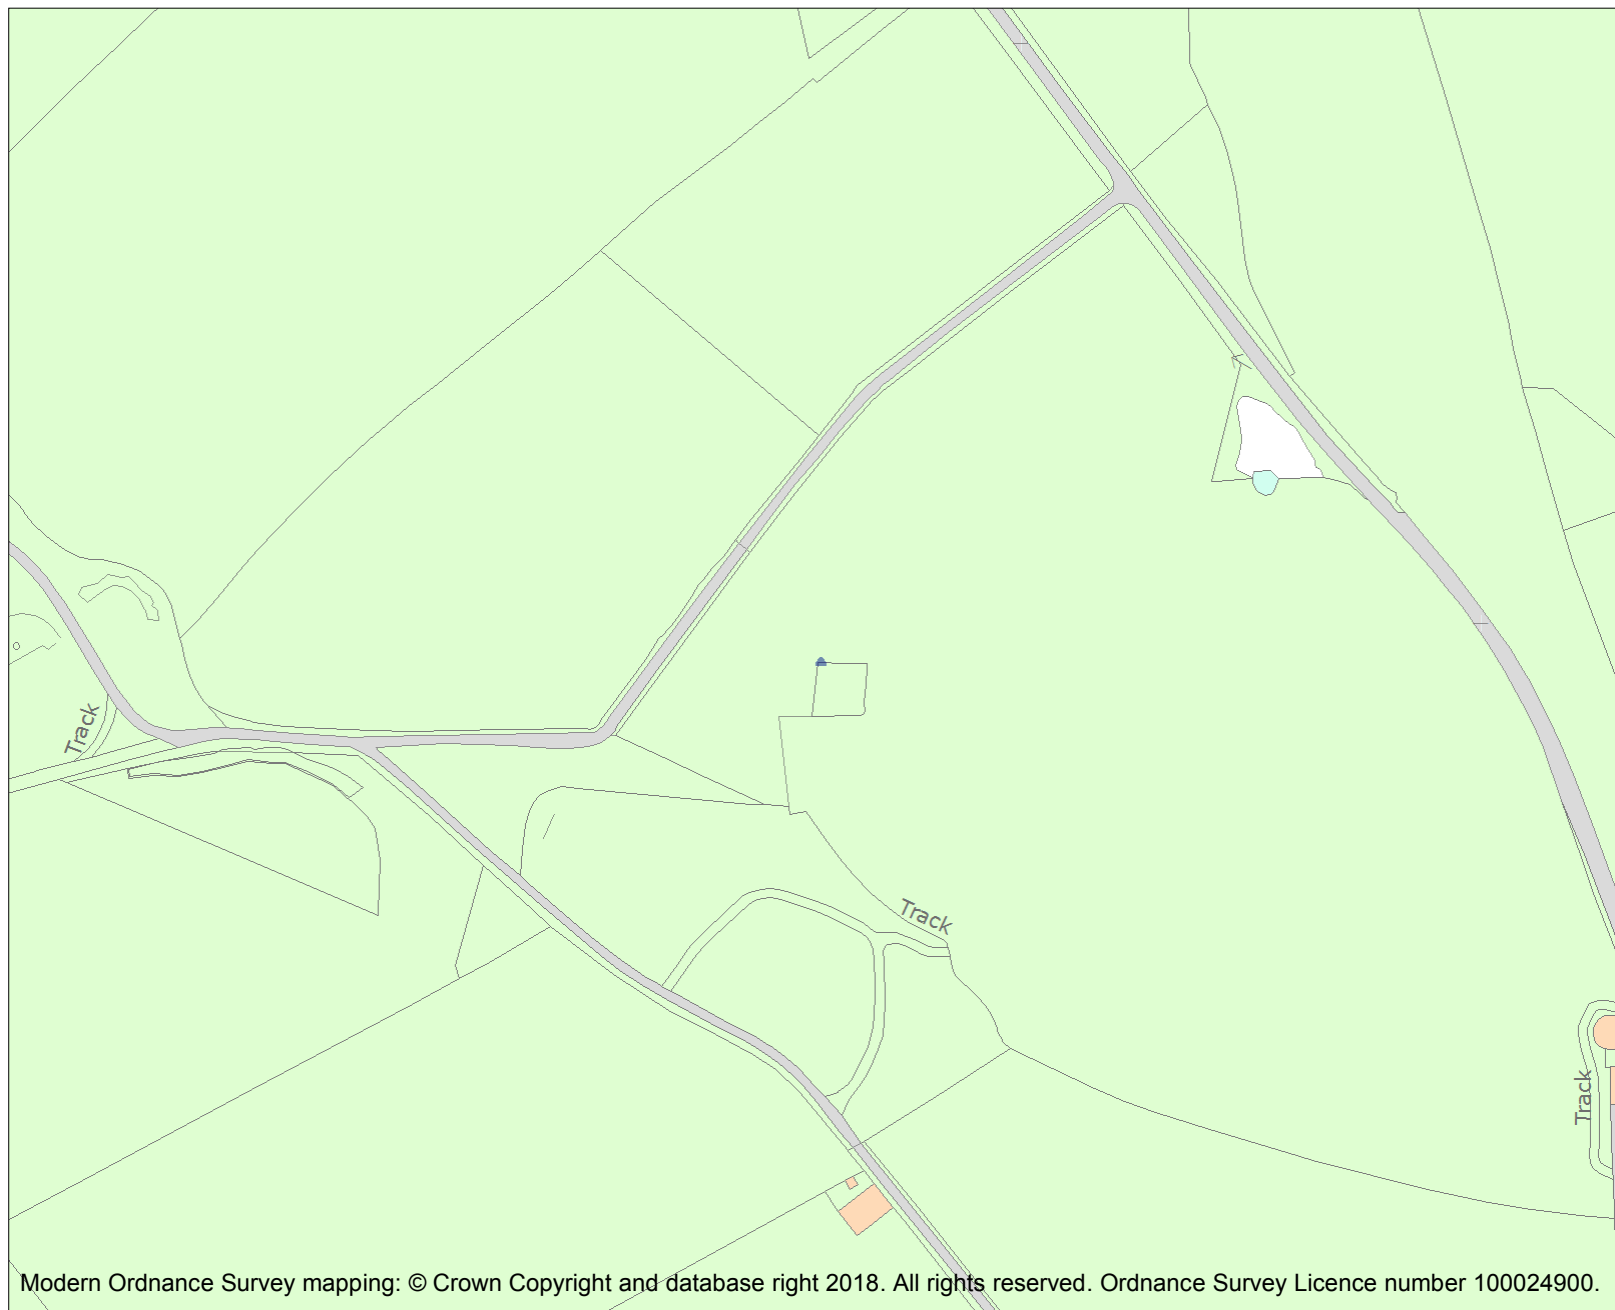 Track
Track
Track
Modern Ordnance Survey mapping: © Crown Copyright and database right 2018. All rights reserved. Ordnance Survey Licence number 100024900.